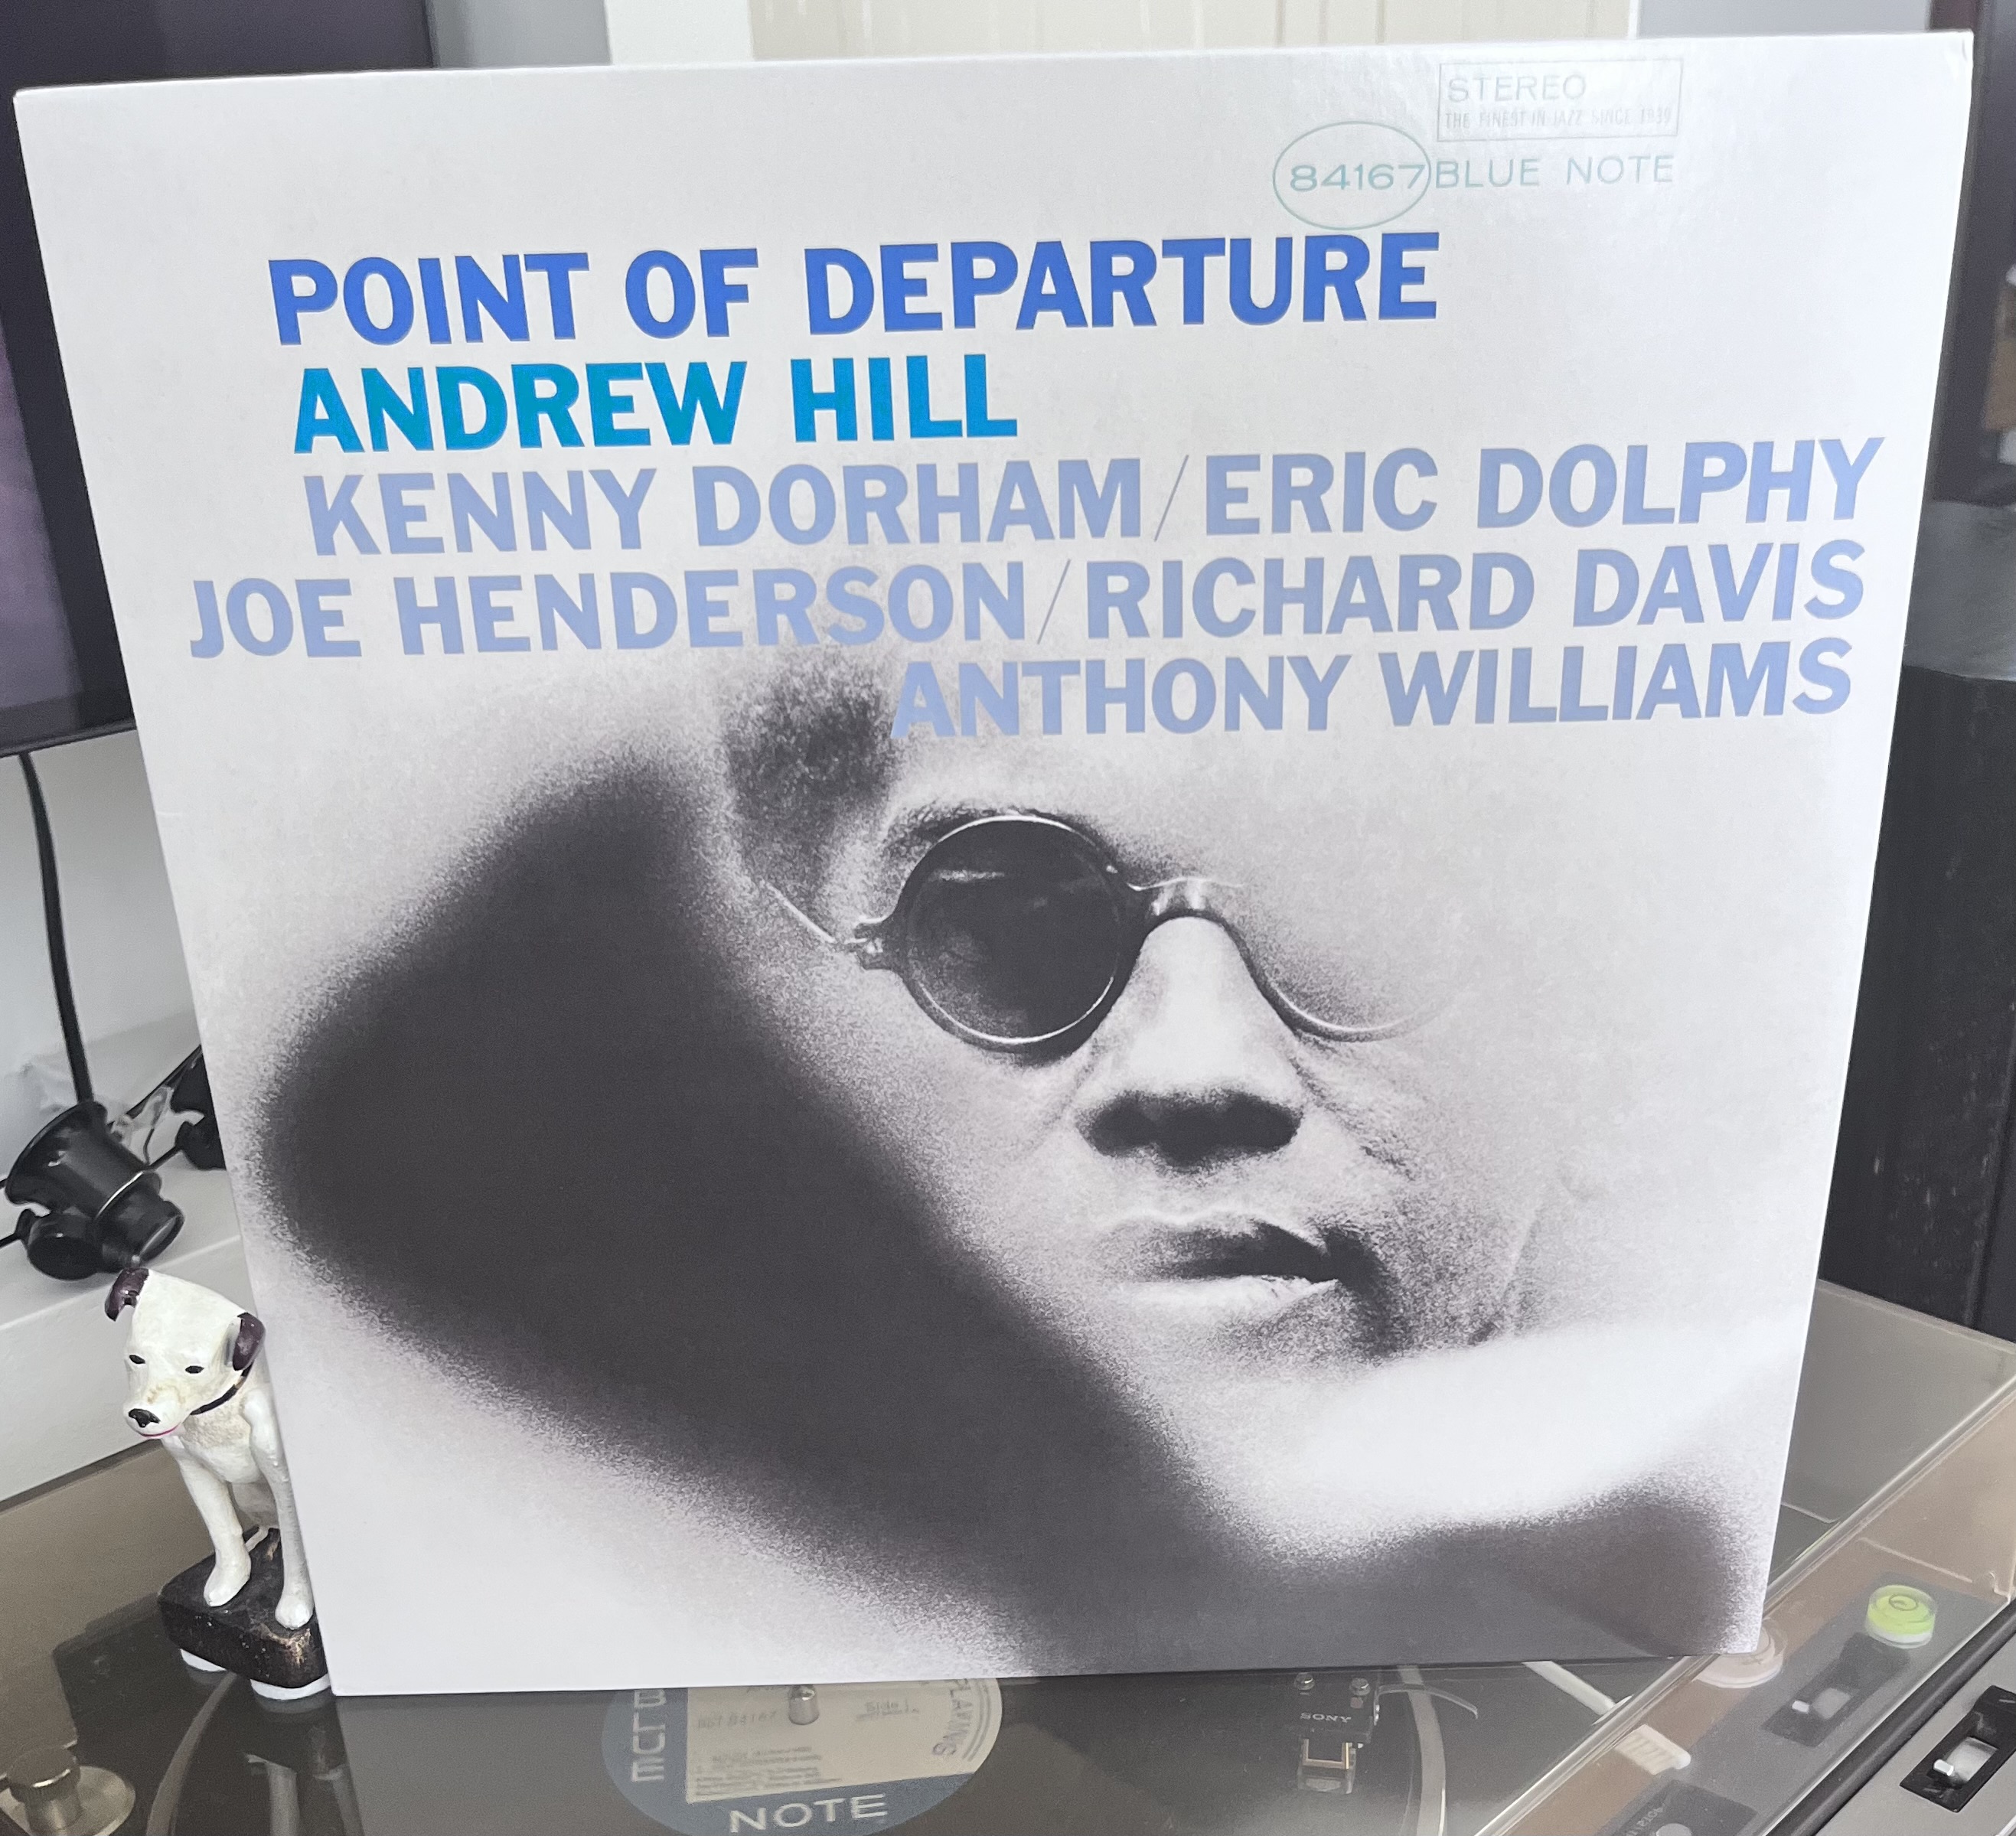 STEREO
THE FINEST IN JAZZ SINCE 1939
84167 BLUE NOTE
POINT OF DEPARTURE
ANDREW HILL
KENNY DORHAM/ERIC DOLPHY
JOE HENDERSON/RICHARD DAVIS
ANTHONY WILLIAMS
SONY
BLUE
NOTE